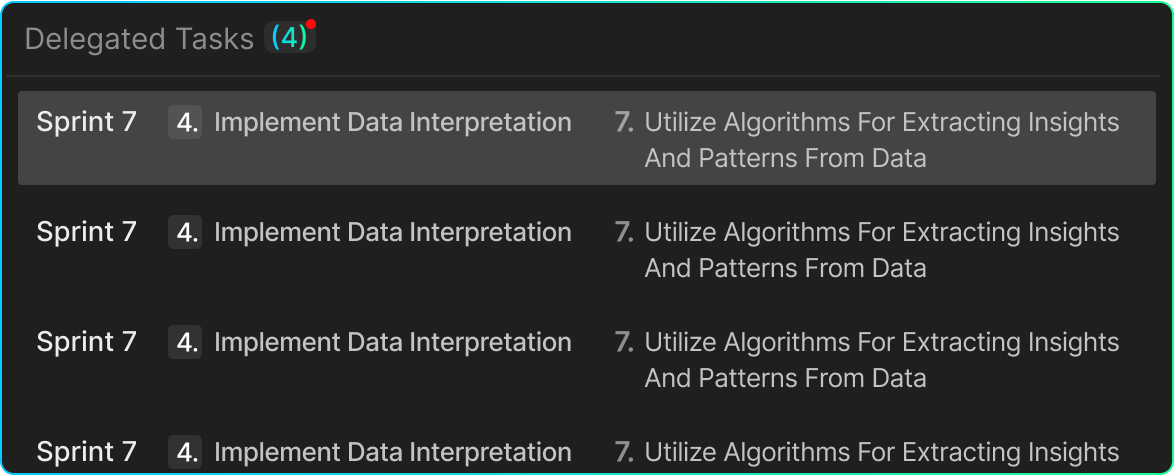 Delegated Tasks (4)
Sprint 7 4. Implement Data Interpretation 7. Utilize Algorithms For Extracting Insights
And Patterns From Data
Sprint 7 4. Implement Data Interpretation 7. Utilize Algorithms For Extracting Insights
And Patterns From Data
Sprint 7 4. Implement Data Interpretation 7. Utilize Algorithms For Extracting Insights
And Patterns From Data
Sprint 7 4. Implement Data Interpretation 7. Utilize Algorithms For Extracting Insights